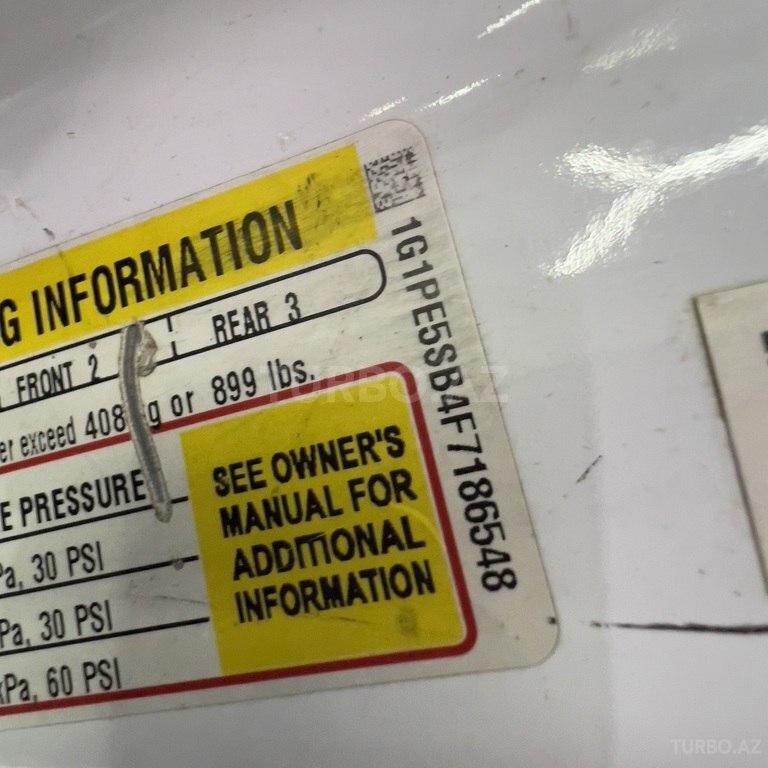 G INFORMATION
FRONT 2 REAR 3
er exceed 408 g or 899 lbs.
E PRESSURE
Pa, 30 PSI
Pa, 30 PSI
kPa, 60 PSI
SEE OWNER'S
MANUAL FOR
ADDITIONAL
INFORMATION
1G1PE5SB4F7186548
TURBO.AZ
TURBO.AZ